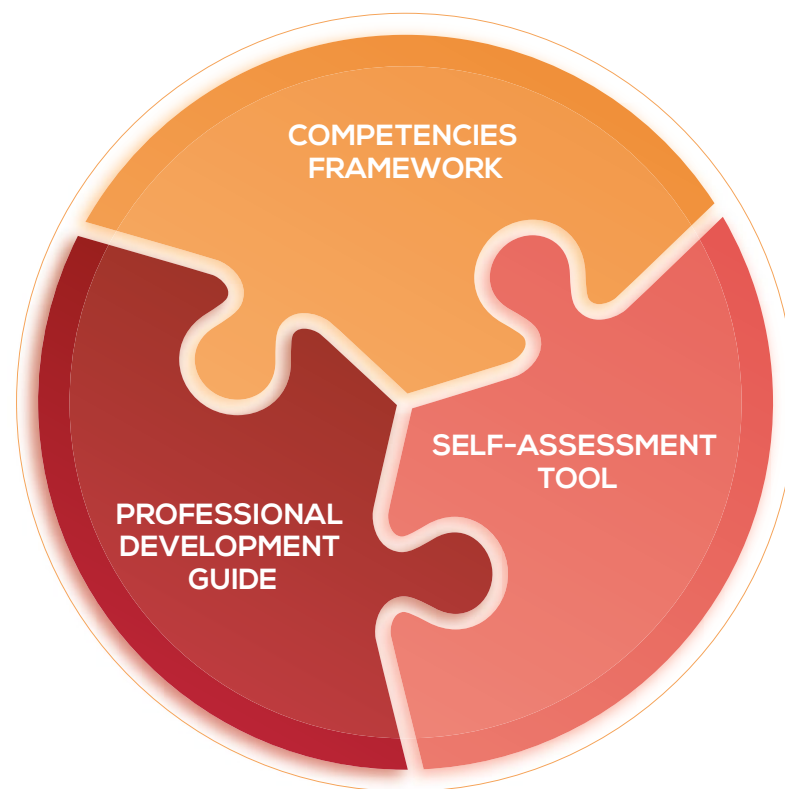 COMPETENCIES
FRAMEWORK
SELF-ASSESSMENT
TOOL
PROFESSIONAL
DEVELOPMENT
GUIDE